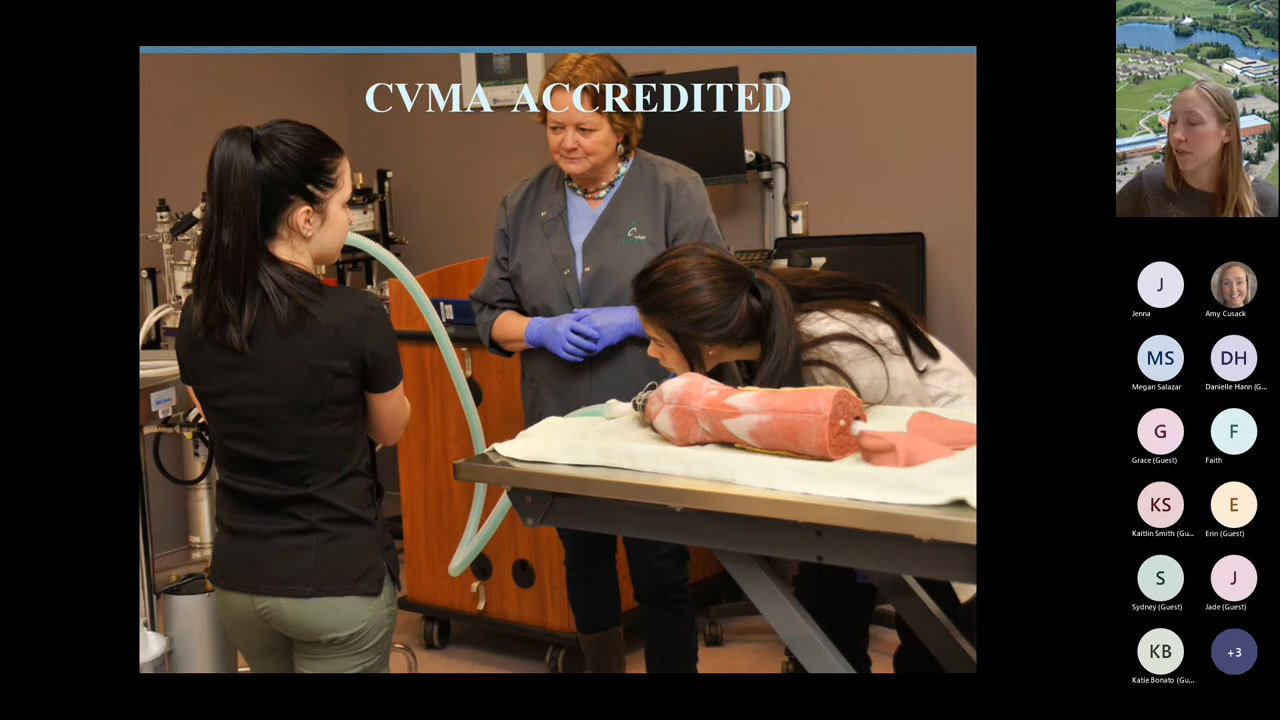 CVMA ACCREDITED
J
Jenna
Amy Cusack
MS
Megan Salazar
DH
Danielle Hann (G...
G
Grace (Guest)
F
Faith
KS
Kaitlin Smith (Gu...
E
Erin (Guest)
S
Sydney (Guest)
J
Jade (Guest)
KB
Katie Bonato (Gu...
+3